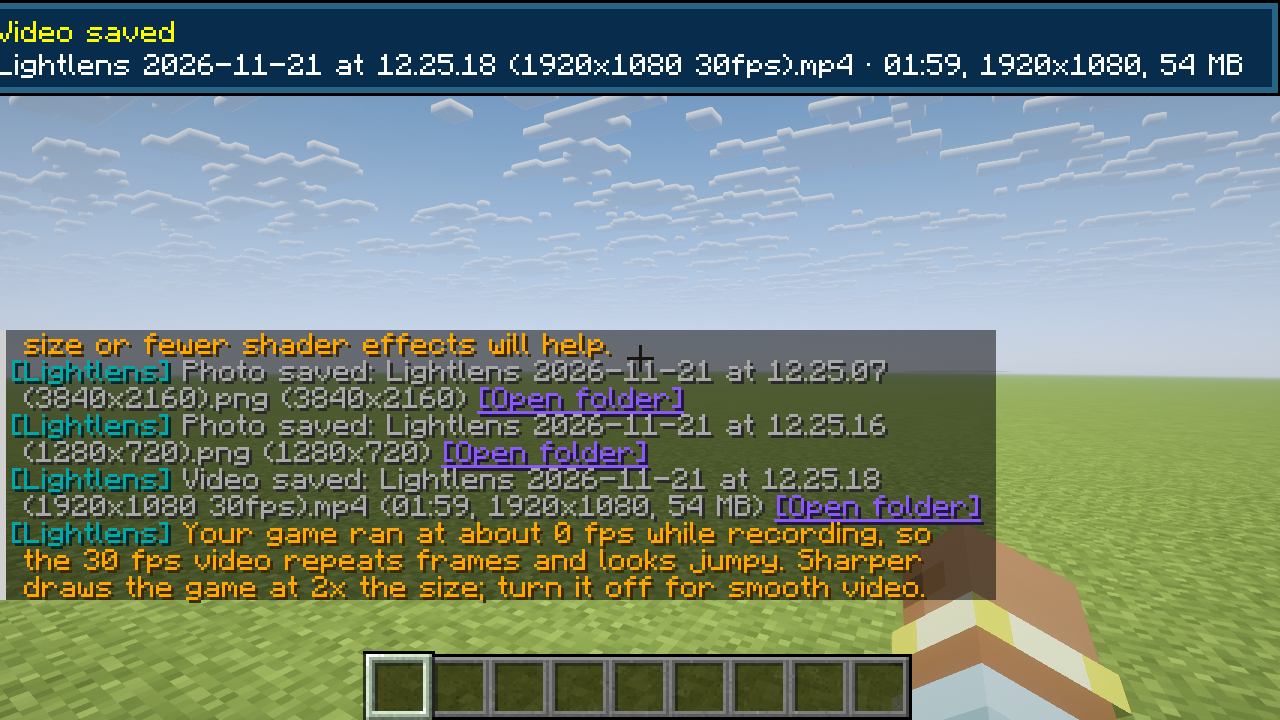 Video saved
Lightlens 2026-11-21 at 12.25.18 (1920x1080 30fps).mp4 · 01:59, 1920x1080, 54 MB
size or fewer shader effects will help.
[Lightlens] Photo saved: Lightlens 2026-11-21 at 12.25.07
(3840x2160).png (3840x2160) [Open folder]
[Lightlens] Photo saved: Lightlens 2026-11-21 at 12.25.16
(1280x720).png (1280x720) [Open folder]
[Lightlens] Video saved: Lightlens 2026-11-21 at 12.25.18
(1920x1080 30fps).mp4 (01:59, 1920x1080, 54 MB) [Open folder]
[Lightlens] Your game ran at about 0 fps while recording, so
the 30 fps video repeats frames and looks jumpy. Sharper
draws the game at 2x the size; turn it off for smooth video.